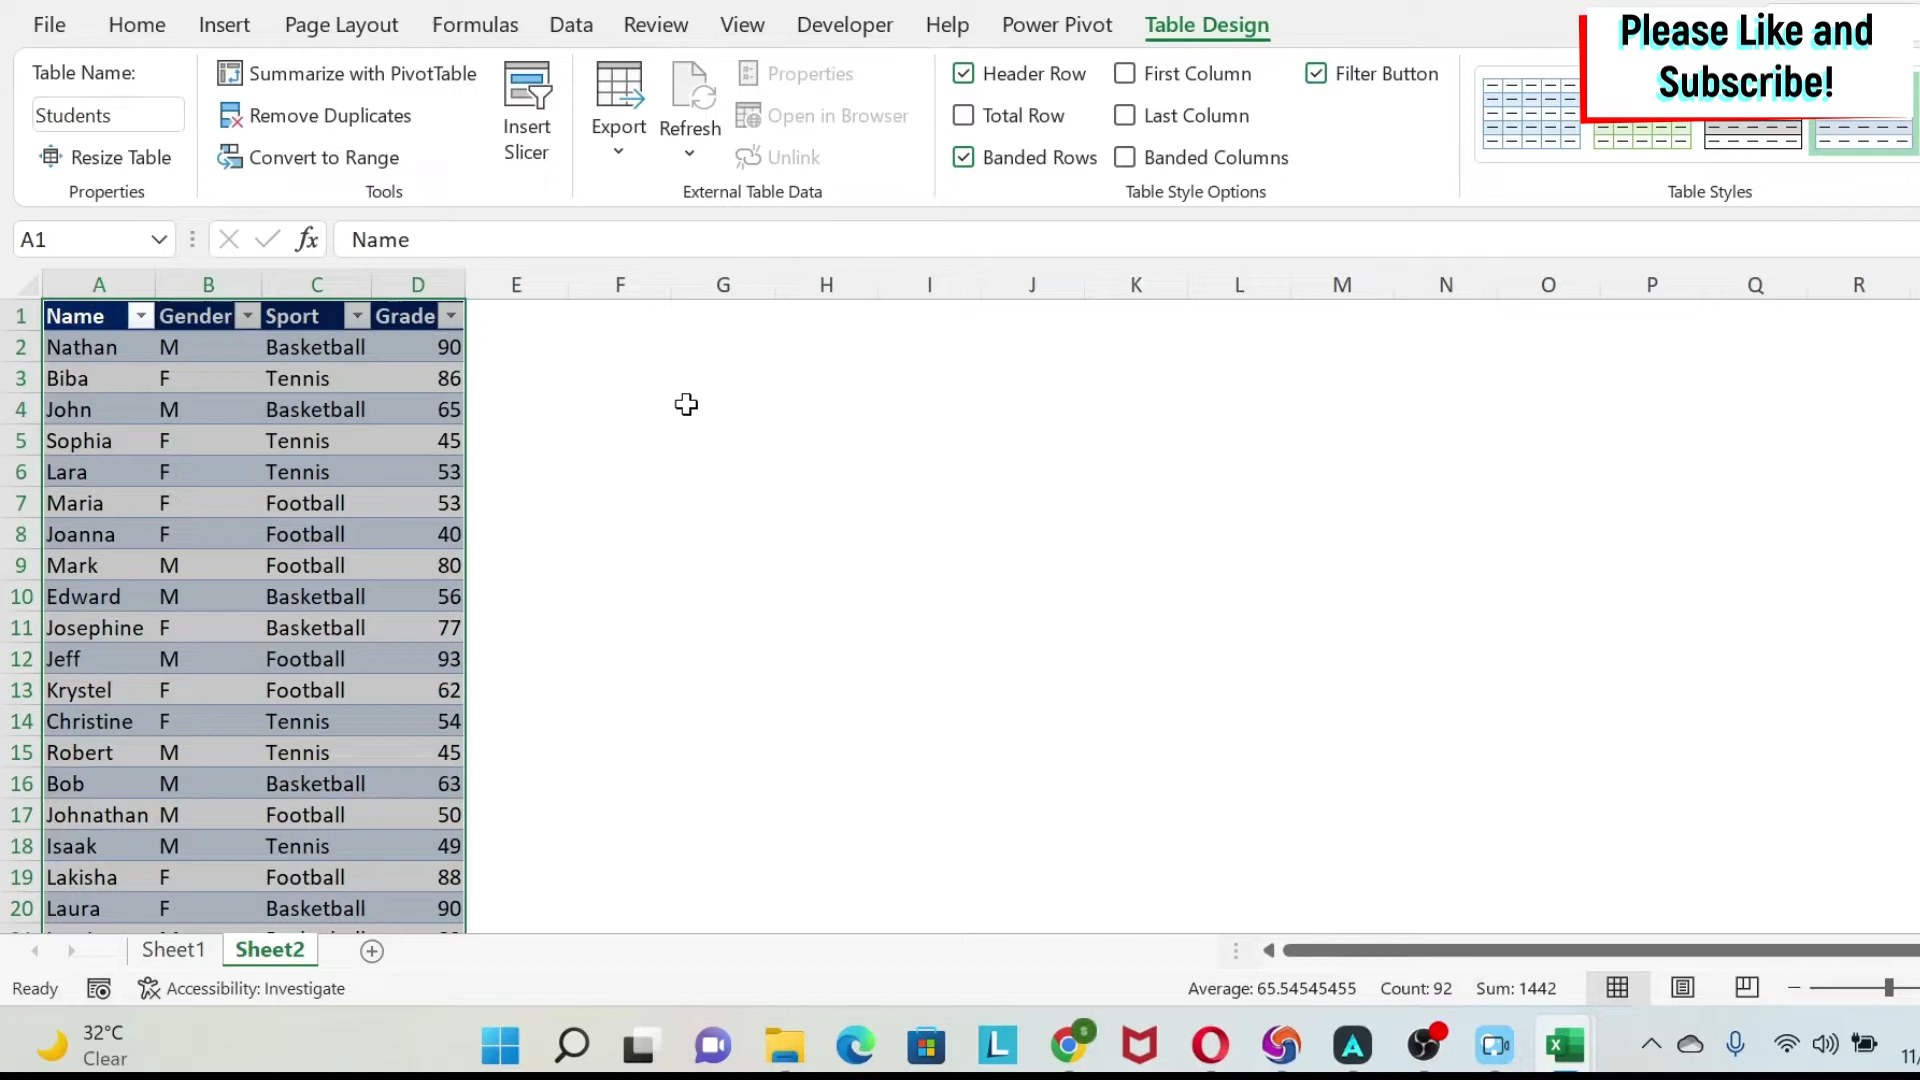 File Home Insert Page Layout Formulas Data Review View Developer Help Power Pivot Table Design
Please Like and
Subscribe!
Table Name:
Students
Resize Table
Properties
Summarize with PivotTable
Remove Duplicates
Convert to Range
Tools
Insert
Slicer
Export
Refresh
Properties
Open in Browser
Unlink
External Table Data
Header Row First Column Filter Button
Total Row Last Column
Banded Rows Banded Columns
Table Style Options
Table Styles
A1 fx Name
A B C D E F G H I J K L M N O P Q R
1 Name Gender Sport Grade
2 Nathan M Basketball 90
3 Biba F Tennis 86
4 John M Basketball 65
5 Sophia F Tennis 45
6 Lara F Tennis 53
7 Maria F Football 53
8 Joanna F Football 40
9 Mark M Football 80
10 Edward M Basketball 56
11 Josephine F Basketball 77
12 Jeff M Football 93
13 Krystel F Football 62
14 Christine F Tennis 54
15 Robert M Tennis 45
16 Bob M Basketball 63
17 Johnathan M Football 50
18 Isaak M Tennis 49
19 Lakisha F Football 88
20 Laura F Basketball 90
Sheet1 Sheet2
Ready Accessibility: Investigate Average: 65.54545455 Count: 92 Sum: 1442
32°C
Clear
11/